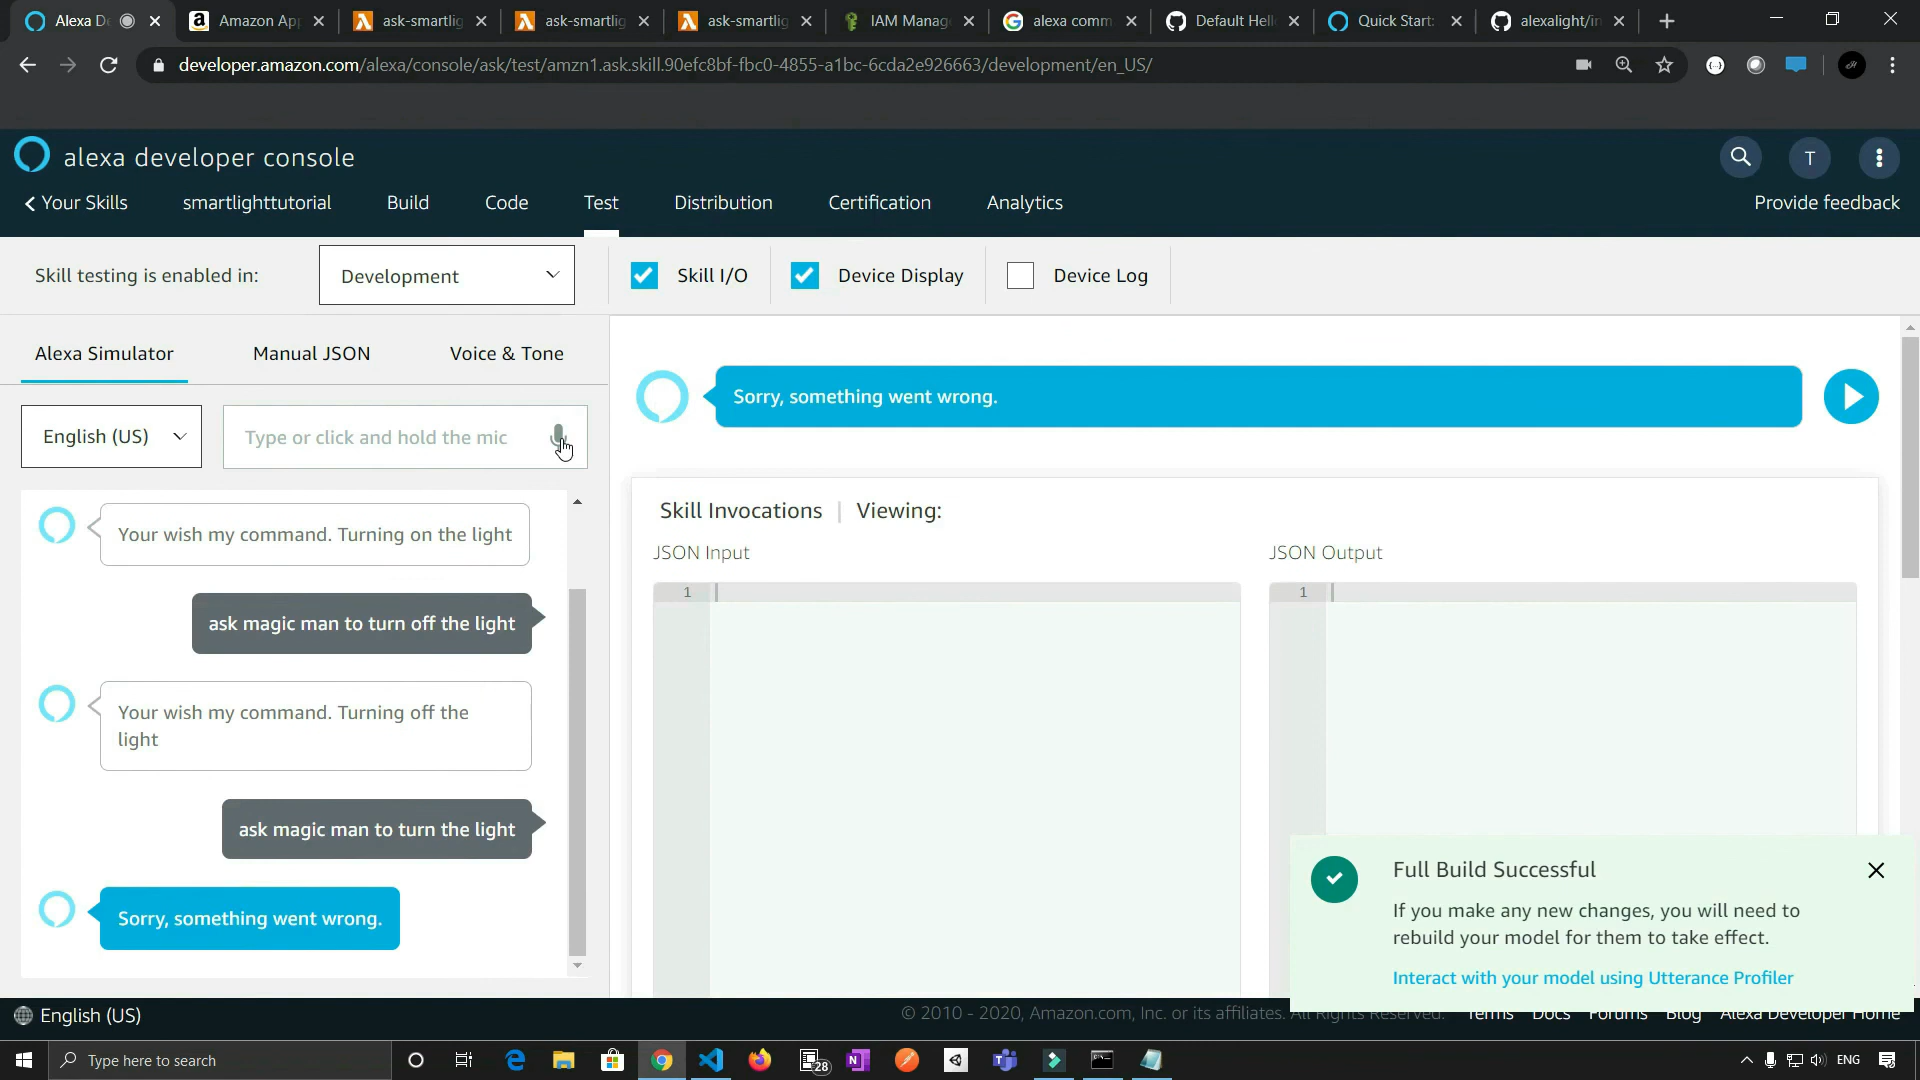 Alexa De
Amazon App
ask-smartlig
ask-smartlig
ask-smartlig
IAM Manag
alexa comm
Default Hell
Quick Start:
alexalight/in
developer.amazon.com/alexa/console/ask/test/amzn1.ask.skill.90efc8bf-fbc0-4855-a1bc-6cda2e926663/development/en_US/
alexa developer console
T
Your Skills
smartlighttutorial
Build
Code
Test
Distribution
Certification
Analytics
Provide feedback
Skill testing is enabled in:
Development
Skill I/O
Device Display
Device Log
Alexa Simulator
Manual JSON
Voice & Tone
English (US)
Type or click and hold the mic
Your wish my command. Turning on the light
ask magic man to turn off the light
Your wish my command. Turning off the
light
ask magic man to turn the light
Sorry, something went wrong.
Sorry, something went wrong.
Skill Invocations | Viewing:
JSON Input
JSON Output
1
1
Full Build Successful
If you make any new changes, you will need to
rebuild your model for them to take effect.
Interact with your model using Utterance Profiler
English (US)
© 2010 - 2020, Amazon.com, Inc. or its affiliates. All Rights Reserved.
Terms
Docs
Forums
Blog
Alexa Developer Home
Type here to search
28
ENG